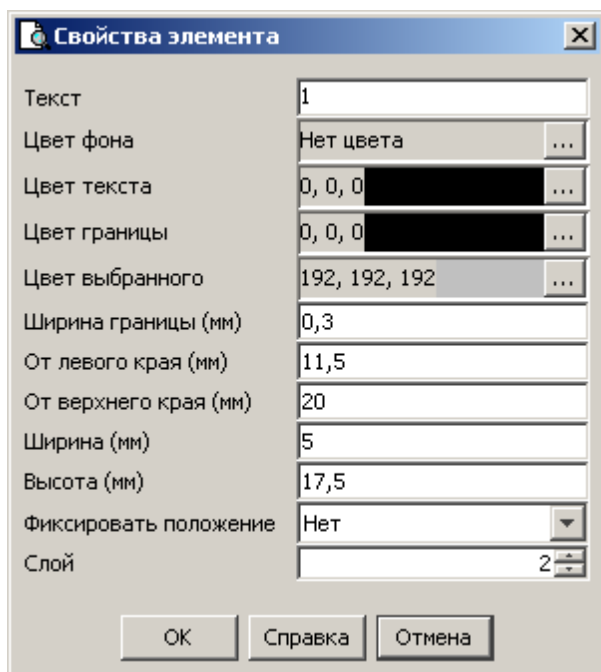 Свойства элемента
Текст 1
Цвет фона Нет цвета ...
Цвет текста 0, 0, 0 ...
Цвет границы 0, 0, 0 ...
Цвет выбранного 192, 192, 192 ...
Ширина границы (мм) 0,3
От левого края (мм) 11,5
От верхнего края (мм) 20
Ширина (мм) 5
Высота (мм) 17,5
Фиксировать положение Нет
Слой 2
OK Справка Отмена